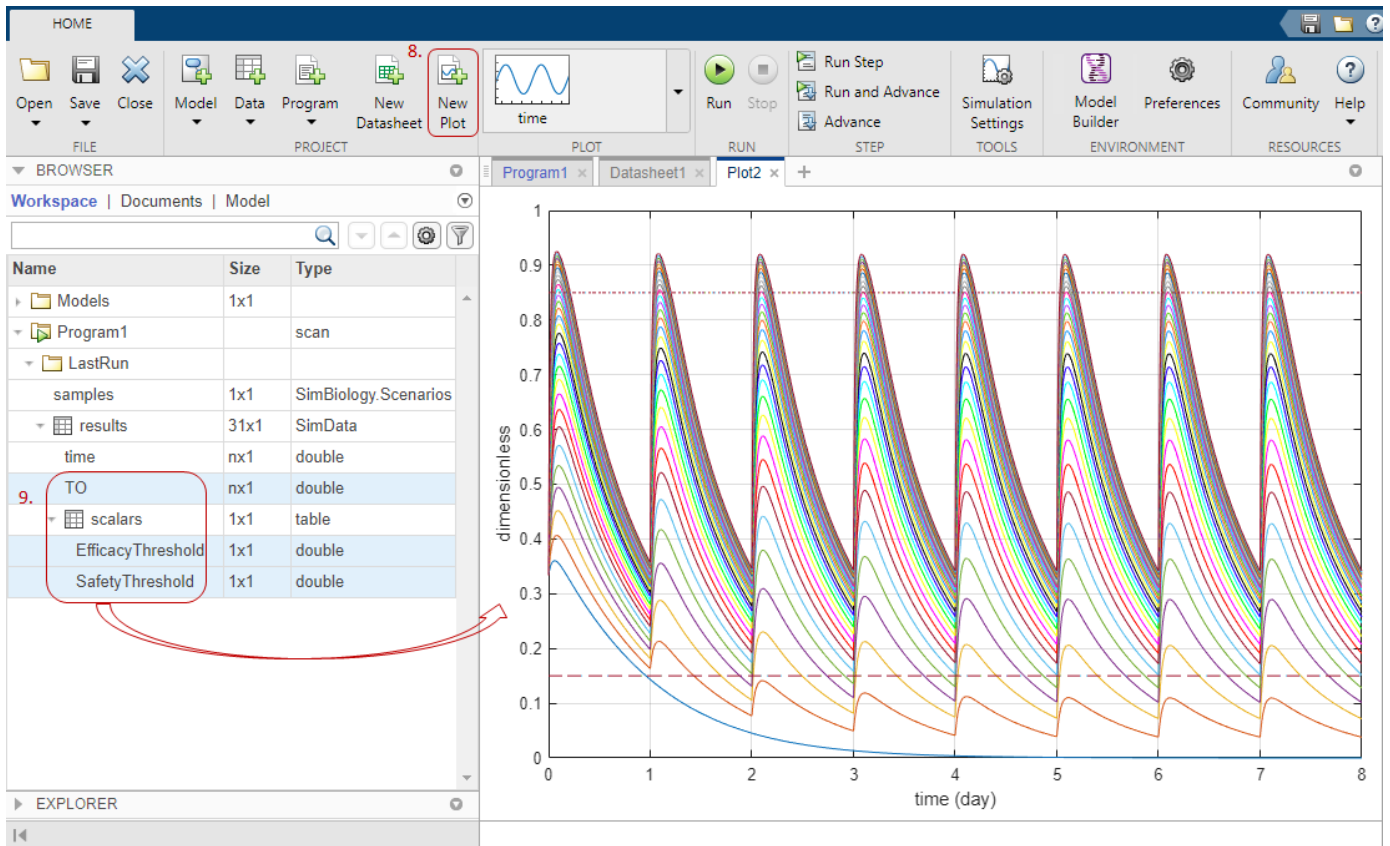 HOME
8.
Open
Save
Close
Model
Data
Program
New
Datasheet
New
Plot
time
Run
Stop
Run Step
Run and Advance
Advance
Simulation
Settings
Model
Builder
Preferences
Community
Help
FILE
PROJECT
PLOT
RUN
STEP
TOOLS
ENVIRONMENT
RESOURCES
BROWSER
Workspace | Documents | Model
Name Size Type
Models 1x1
Program1 scan
LastRun
samples 1x1 SimBiology.Scenarios
results 31x1 SimData
time nx1 double
9.
TO nx1 double
scalars 1x1 table
EfficacyThreshold 1x1 double
SafetyThreshold 1x1 double
EXPLORER
Program1 × Datasheet1 × Plot2 × +
1
0.9
0.8
0.7
0.6
0.5
0.4
0.3
0.2
0.1
0
dimensionless
0 1 2 3 4 5 6 7 8
time (day)